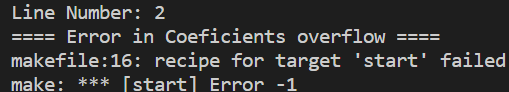 Line Number: 2
==== Error in Coeficients overflow ====
makefile:16: recipe for target 'start' failed
make: *** [start] Error -1